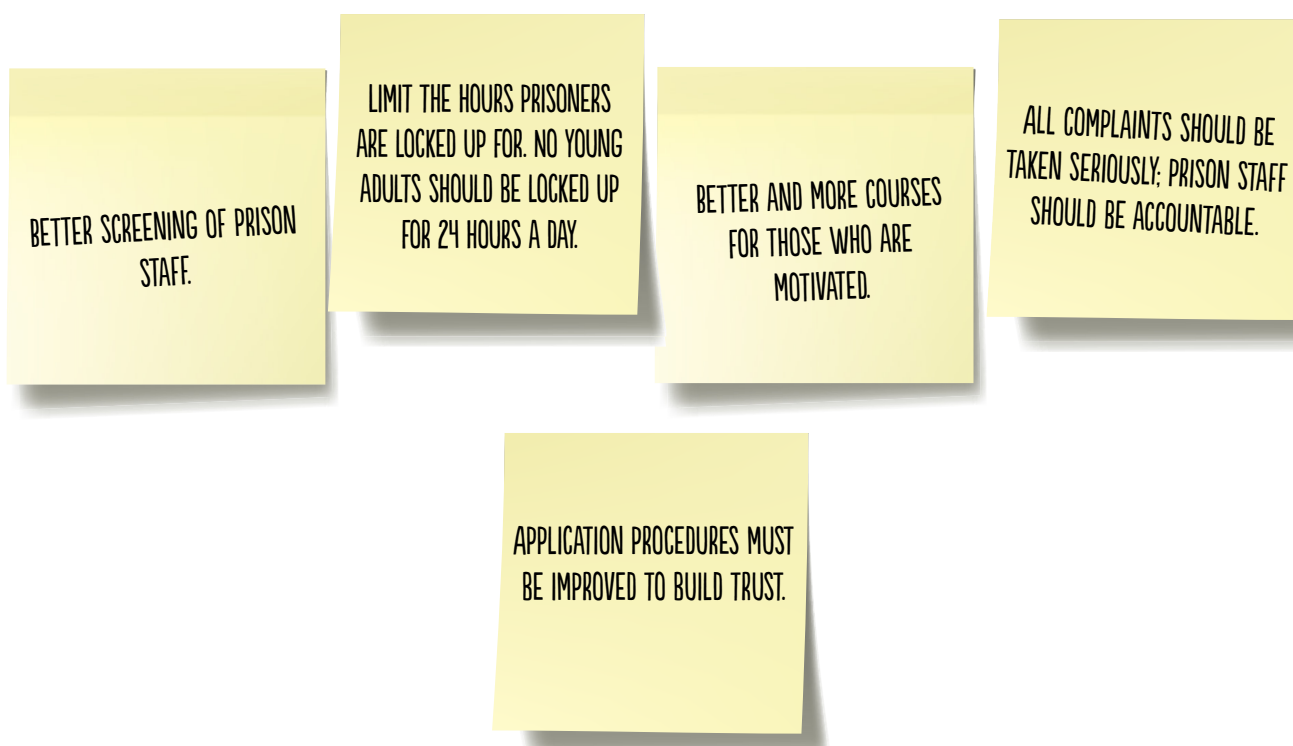 BETTER SCREENING OF PRISON
STAFF.
LIMIT THE HOURS PRISONERS
ARE LOCKED UP FOR. NO YOUNG
ADULTS SHOULD BE LOCKED UP
FOR 24 HOURS A DAY.
BETTER AND MORE COURSES
FOR THOSE WHO ARE
MOTIVATED.
ALL COMPLAINTS SHOULD BE
TAKEN SERIOUSLY; PRISON STAFF
SHOULD BE ACCOUNTABLE.
APPLICATION PROCEDURES MUST
BE IMPROVED TO BUILD TRUST.